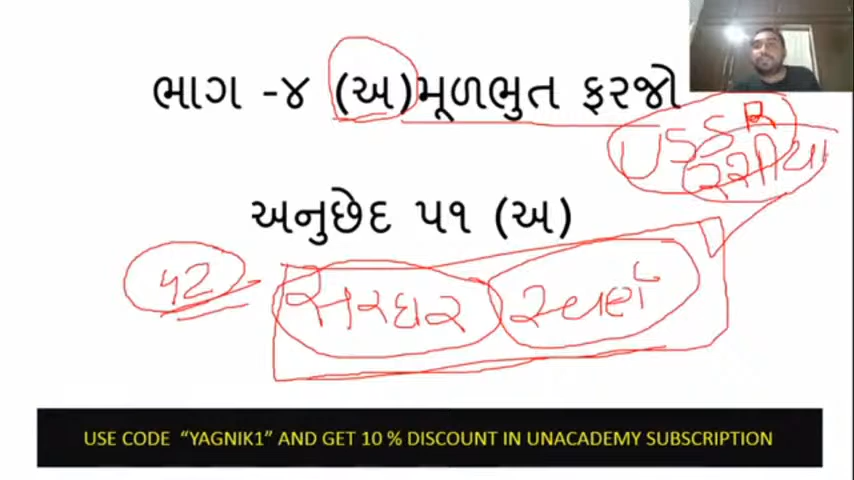 ભાગ -૪ (અ)મૂળભુત ફરજો
USSR
રશીયા
અનુછેદ ૫૧ (અ)
42
સરદાર સ્વર્ણ
USE CODE “YAGNIK1” AND GET 10 % DISCOUNT IN UNACADEMY SUBSCRIPTION